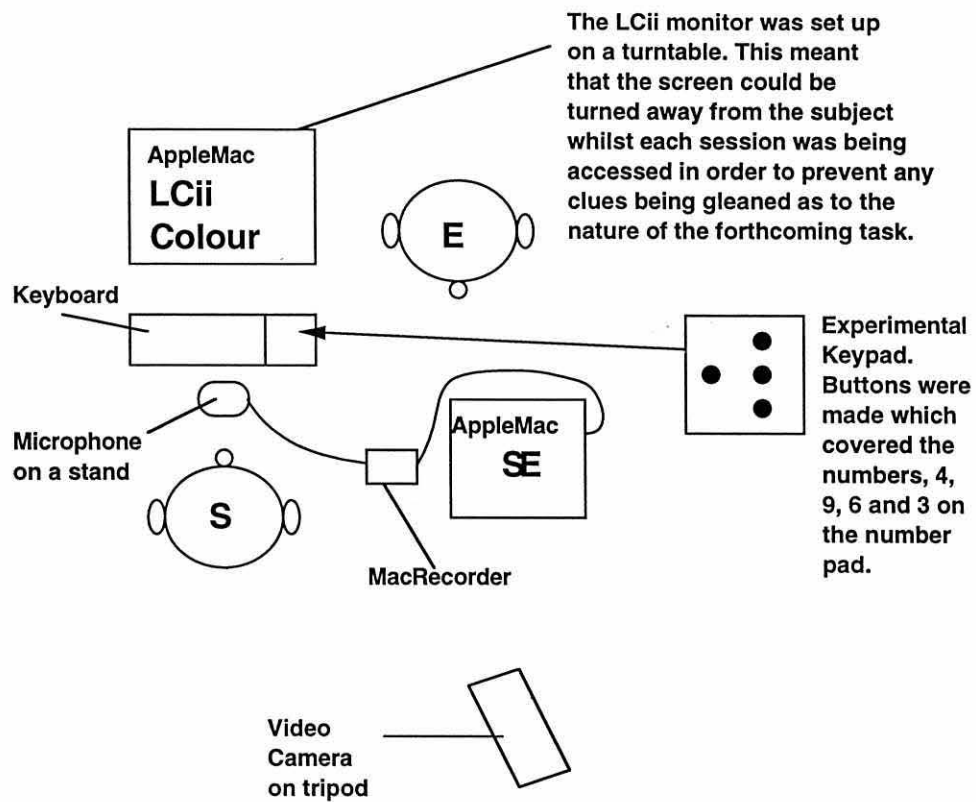 The LCii monitor was set up
on a turntable. This meant
that the screen could be
turned away from the subject
whilst each session was being
accessed in order to prevent any
clues being gleaned as to the
nature of the forthcoming task.
AppleMac
LCii
Colour
E
Keyboard
Experimental
Keypad.
Buttons were
made which
covered the
numbers, 4,
9, 6 and 3 on
the number
pad.
Microphone
on a stand
AppleMac
SE
S
MacRecorder
Video
Camera
on tripod